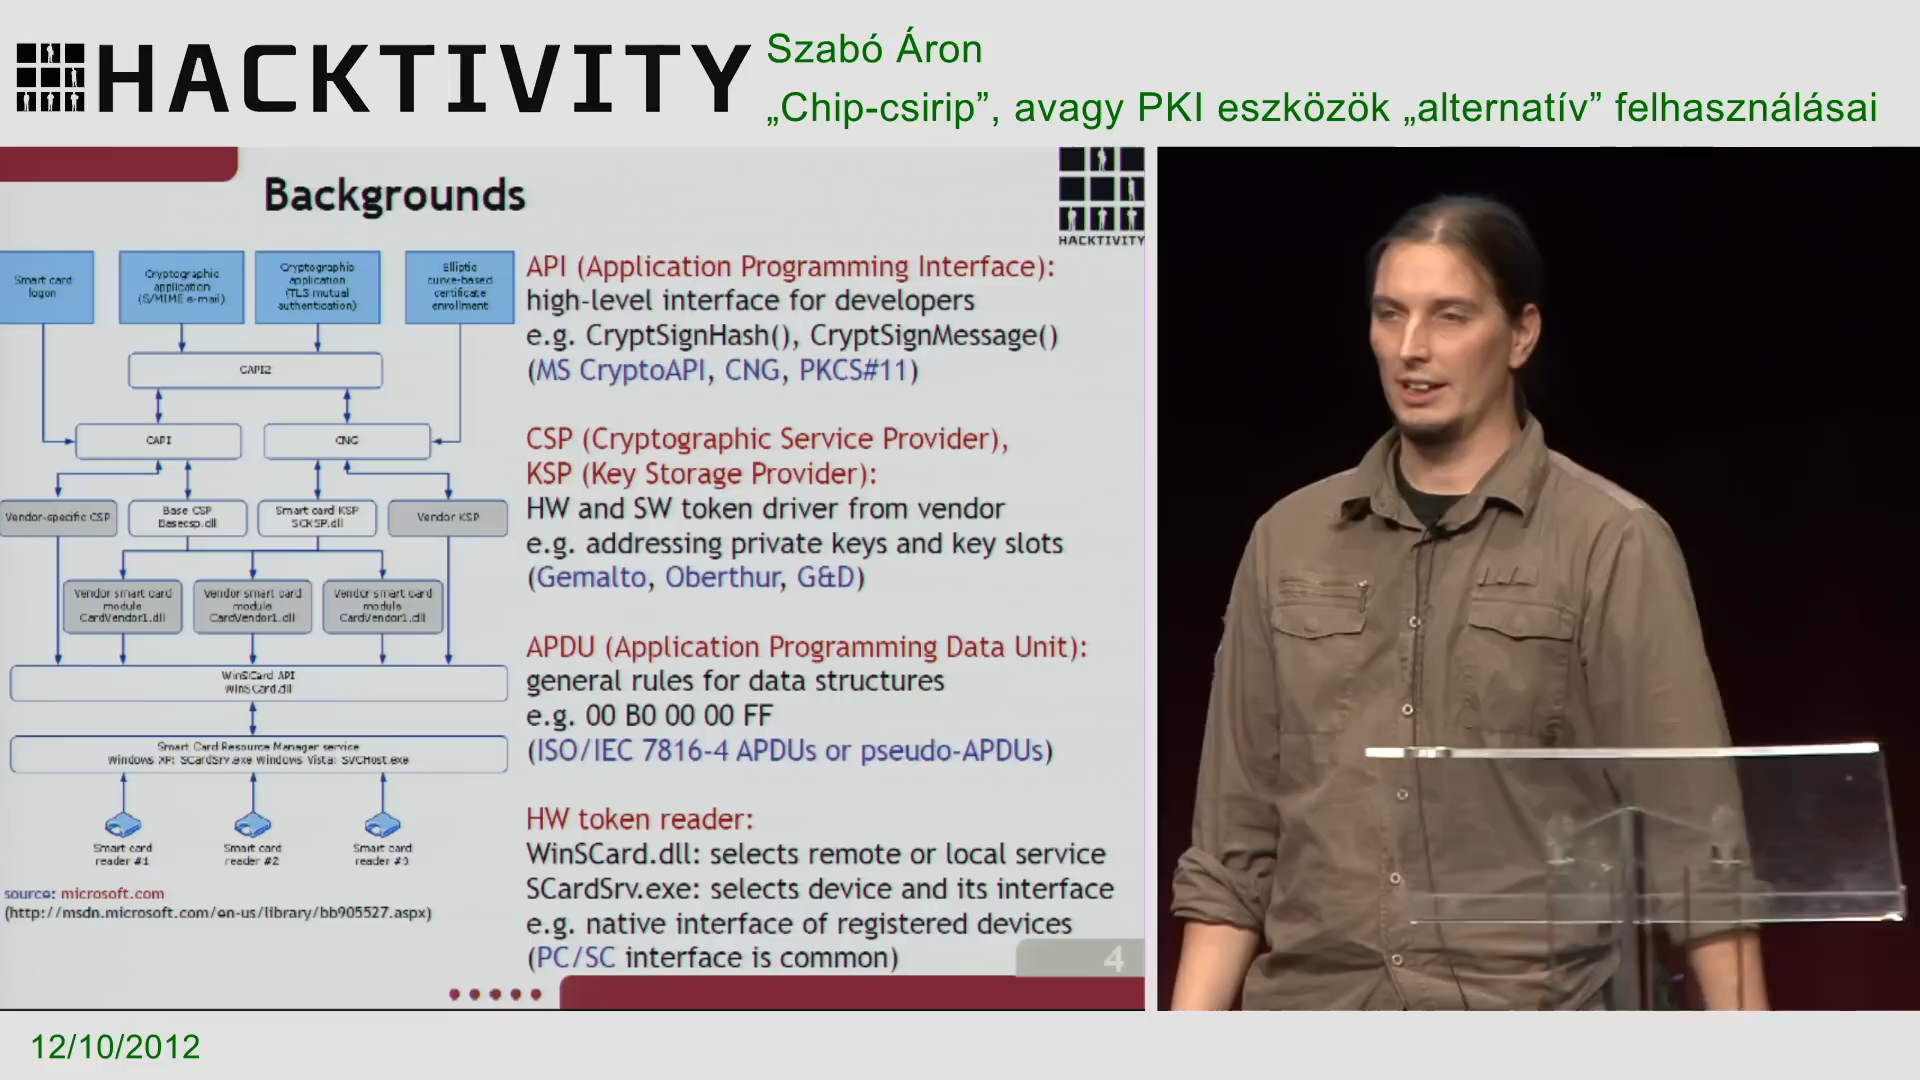 HACKTIVITY
Szabó Áron
„Chip-csirip”, avagy PKI eszközök „alternatív” felhasználásai
Backgrounds
HACKTIVITY
Smart card
logon
Cryptographic
application
(S/MIME e-mail)
Cryptographic
application
(TLS mutual
authentication)
Elliptic
curve-based
certificate
enrollment
CAPI2
CAPI
CNG
Vendor-specific CSP
Base CSP
Basecsp.dll
Smart card KSP
SCKSP.dll
Vendor KSP
Vendor smart card
module
CardVendor1.dll
Vendor smart card
module
CardVendor1.dll
Vendor smart card
module
CardVendor1.dll
WinSCard API
WinSCard.dll
Smart Card Resource Manager service
Windows XP: SCardSrv.exe Windows Vista: SVCHost.exe
Smart card
reader #1
Smart card
reader #2
Smart card
reader #3
source: microsoft.com
(http://msdn.microsoft.com/en-us/library/bb905527.aspx)
API (Application Programming Interface):
high-level interface for developers
e.g. CryptSignHash(), CryptSignMessage()
(MS CryptoAPI, CNG, PKCS#11)
CSP (Cryptographic Service Provider),
KSP (Key Storage Provider):
HW and SW token driver from vendor
e.g. addressing private keys and key slots
(Gemalto, Oberthur, G&D)
APDU (Application Programming Data Unit):
general rules for data structures
e.g. 00 B0 00 00 FF
(ISO/IEC 7816-4 APDUs or pseudo-APDUs)
HW token reader:
WinSCard.dll: selects remote or local service
SCardSrv.exe: selects device and its interface
e.g. native interface of registered devices
(PC/SC interface is common)
4
12/10/2012